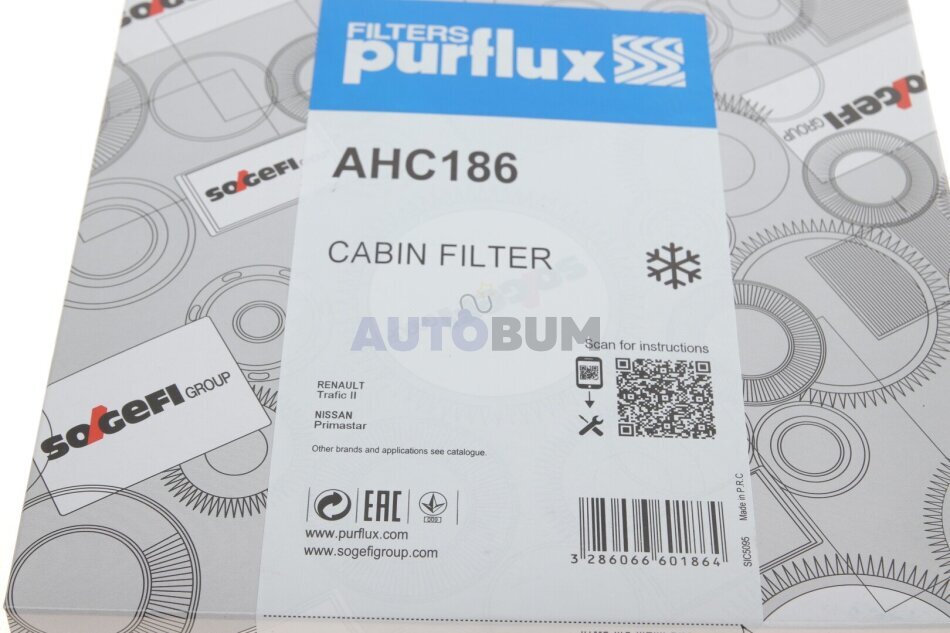 SOGEFI
FILTERS
purflux
SOGEFI
GROUP
SOGEFI
AHC186
CABIN FILTER
AUTOBUM
Scan for instructions
RENAULT
Trafic II
NISSAN
Primastar
Other brands and applications see catalogue.
SOGEFI GROUP
EAC
www.purflux.com
www.sogefigroup.com
3 286066 601864
SIC5095 Made in P.R.C